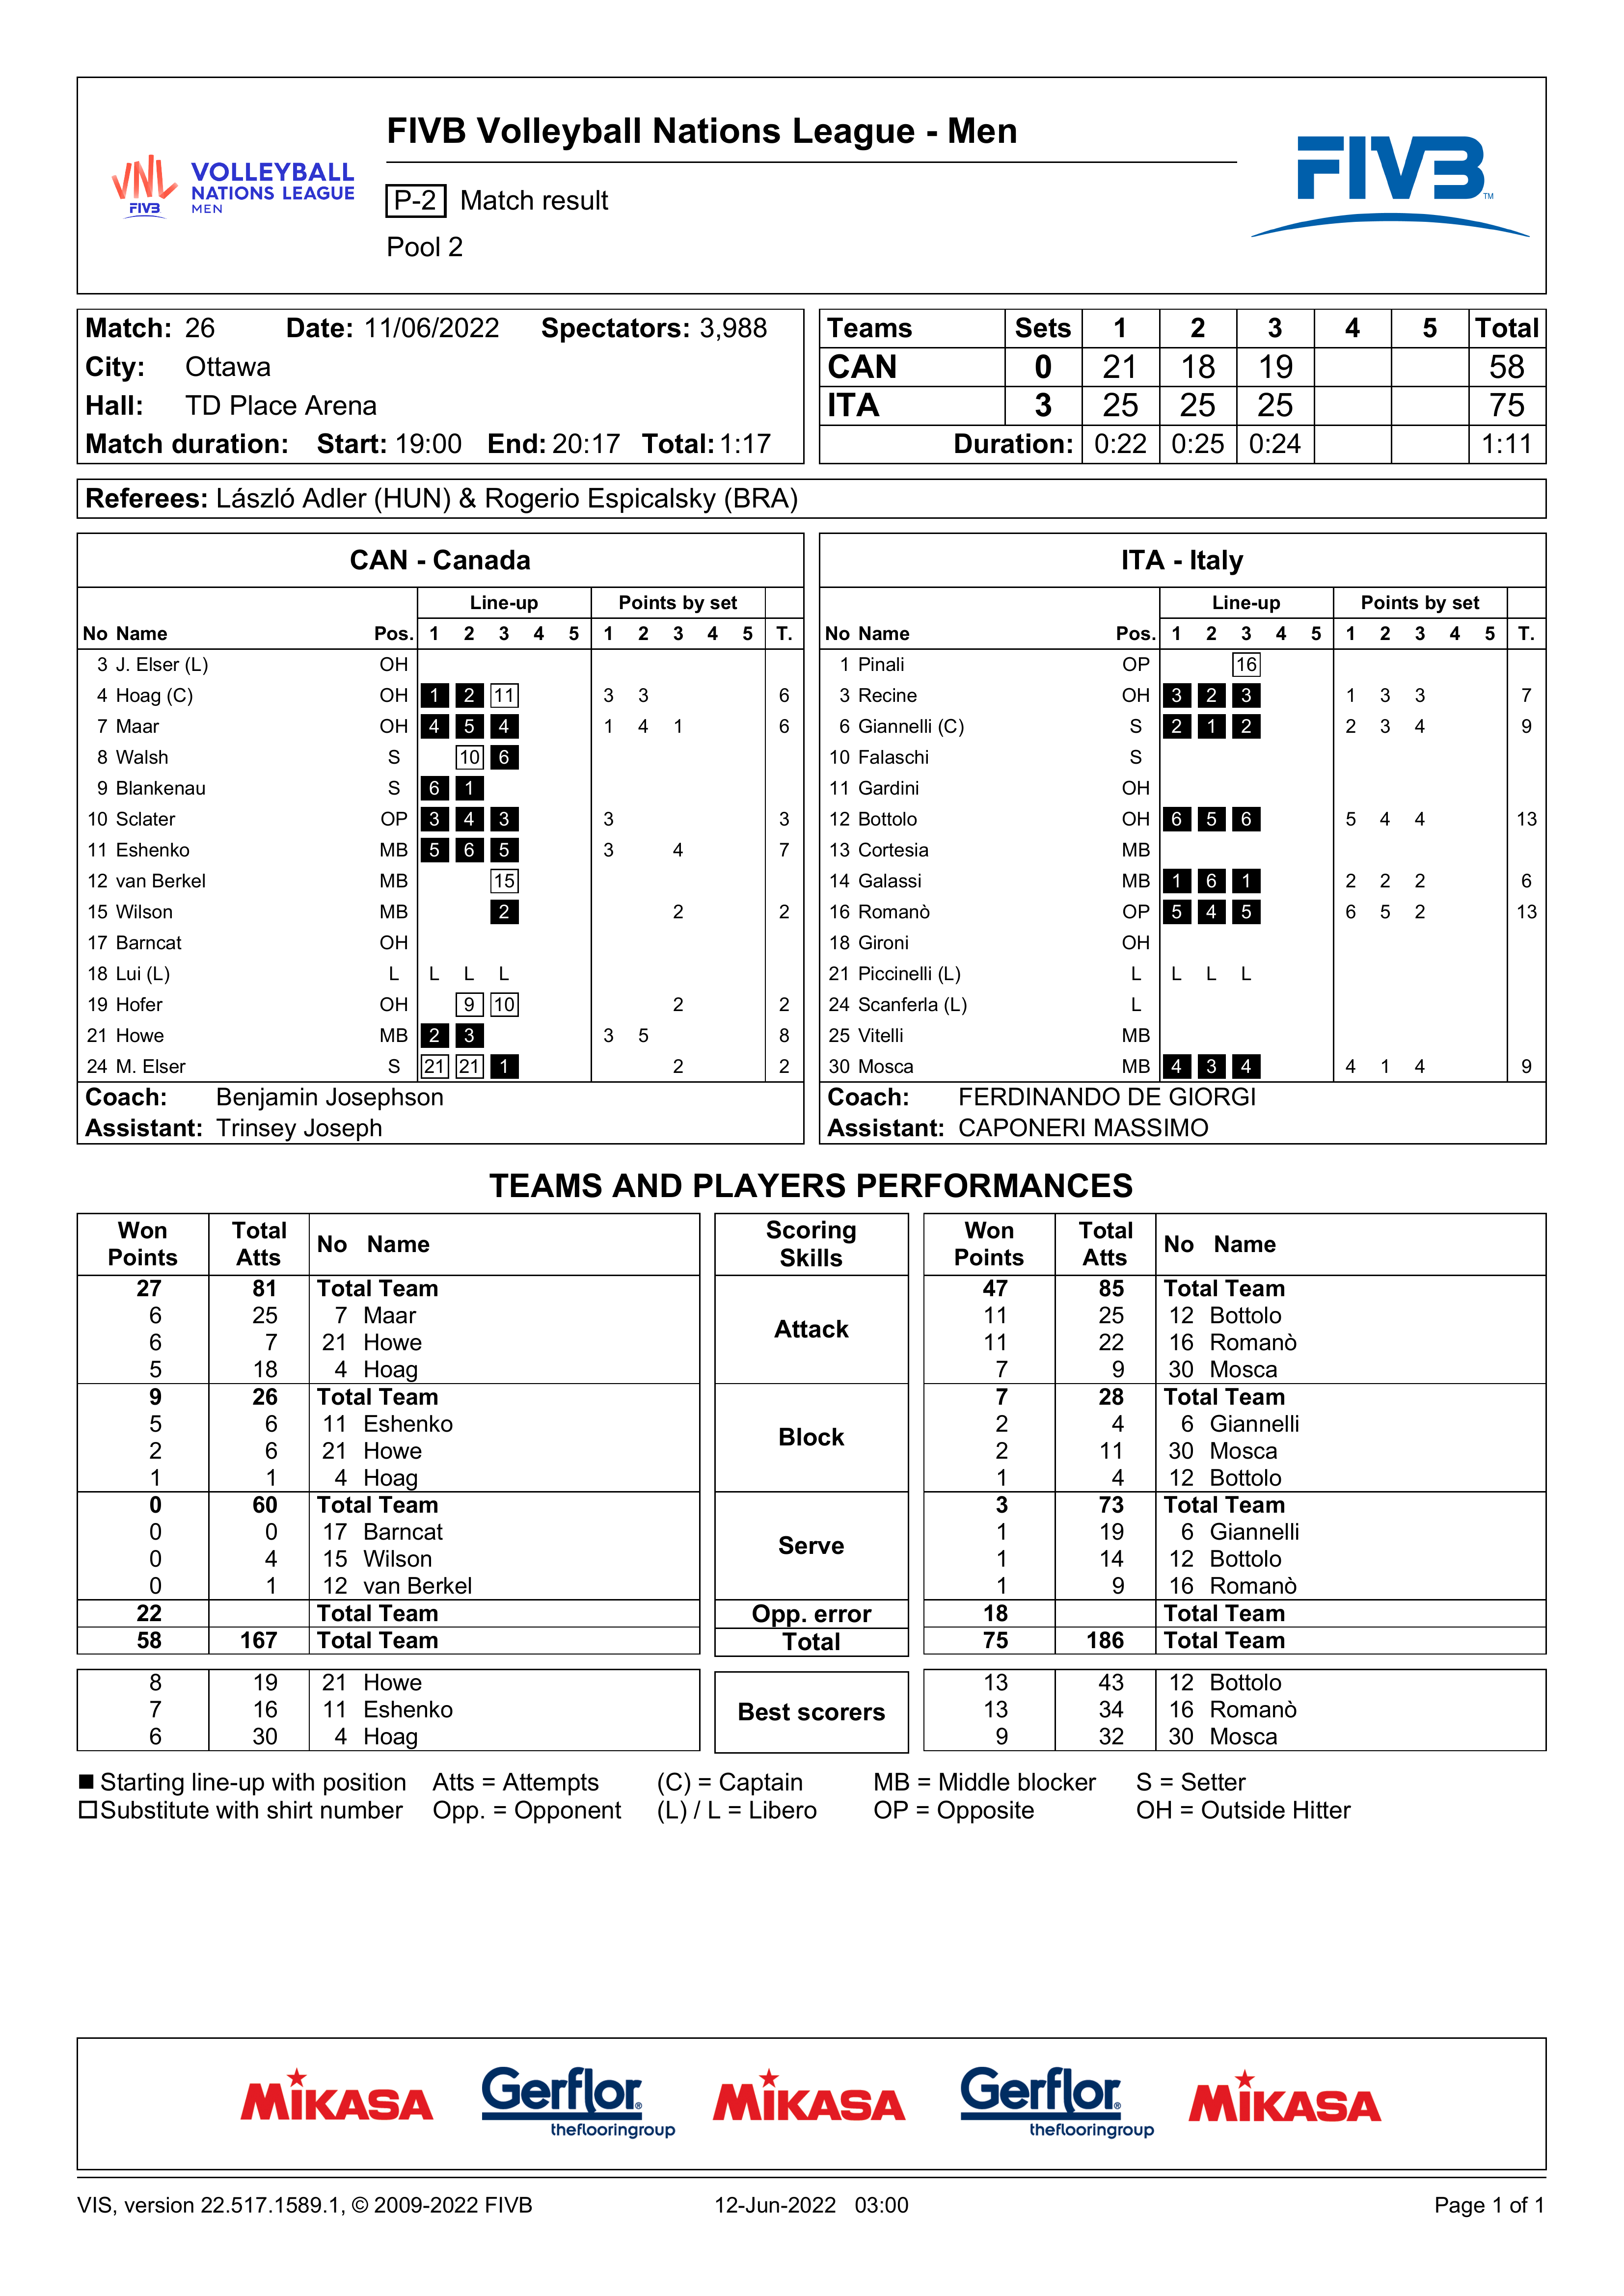 FIVB Volleyball Nations League - Men
VNL FIVB
VOLLEYBALL
NATIONS LEAGUE
MEN
P-2 Match result
Pool 2
FIVB TM
Match: 26 Date: 11/06/2022 Spectators: 3,988
City: Ottawa
Hall: TD Place Arena
Match duration: Start: 19:00 End: 20:17 Total: 1:17
Teams Sets 1 2 3 4 5 Total
CAN 0 21 18 19 58
ITA 3 25 25 25 75
Duration: 0:22 0:25 0:24 1:11
Referees: László Adler (HUN) & Rogerio Espicalsky (BRA)
CAN - Canada
Line-up Points by set
No Name Pos. 1 2 3 4 5 1 2 3 4 5 T.
3 J. Elser (L) OH
4 Hoag (C) OH 1 2 11 3 3 6
7 Maar OH 4 5 4 1 4 1 6
8 Walsh S 10 6
9 Blankenau S 6 1
10 Sclater OP 3 4 3 3 3
11 Eshenko MB 5 6 5 3 4 7
12 van Berkel MB 15
15 Wilson MB 2 2 2
17 Barncat OH
18 Lui (L) L L L L
19 Hofer OH 9 10 2 2
21 Howe MB 2 3 3 5 8
24 M. Elser S 21 21 1 2 2
Coach: Benjamin Josephson
Assistant: Trinsey Joseph
ITA - Italy
Line-up Points by set
No Name Pos. 1 2 3 4 5 1 2 3 4 5 T.
1 Pinali OP 16
3 Recine OH 3 2 3 1 3 3 7
6 Giannelli (C) S 2 1 2 2 3 4 9
10 Falaschi S
11 Gardini OH
12 Bottolo OH 6 5 6 5 4 4 13
13 Cortesia MB
14 Galassi MB 1 6 1 2 2 2 6
16 Romanò OP 5 4 5 6 5 2 13
18 Gironi OH
21 Piccinelli (L) L L L L
24 Scanferla (L) L
25 Vitelli MB
30 Mosca MB 4 3 4 4 1 4 9
Coach: FERDINANDO DE GIORGI
Assistant: CAPONERI MASSIMO
TEAMS AND PLAYERS PERFORMANCES
Won Points Total Atts No Name Scoring Skills Won Points Total Atts No Name
27 81 Total Team Attack 47 85 Total Team
6 25 7 Maar 11 25 12 Bottolo
6 7 21 Howe 11 22 16 Romanò
5 18 4 Hoag 7 9 30 Mosca
9 26 Total Team Block 7 28 Total Team
5 6 11 Eshenko 2 4 6 Giannelli
2 6 21 Howe 2 11 30 Mosca
1 1 4 Hoag 1 4 12 Bottolo
0 60 Total Team Serve 3 73 Total Team
0 0 17 Barncat 1 19 6 Giannelli
0 4 15 Wilson 1 14 12 Bottolo
0 1 12 van Berkel 1 9 16 Romanò
22 Total Team Opp. error 18 Total Team
58 167 Total Team Total 75 186 Total Team
8 19 21 Howe Best scorers 13 43 12 Bottolo
7 16 11 Eshenko 13 34 16 Romanò
6 30 4 Hoag 9 32 30 Mosca
Starting line-up with position Atts = Attempts (C) = Captain MB = Middle blocker S = Setter
Substitute with shirt number Opp. = Opponent (L) / L = Libero OP = Opposite OH = Outside Hitter
MIKASA Gerflor® theflooringgroup MIKASA Gerflor® theflooringgroup MIKASA
VIS, version 22.517.1589.1, © 2009-2022 FIVB 12-Jun-2022 03:00 Page 1 of 1